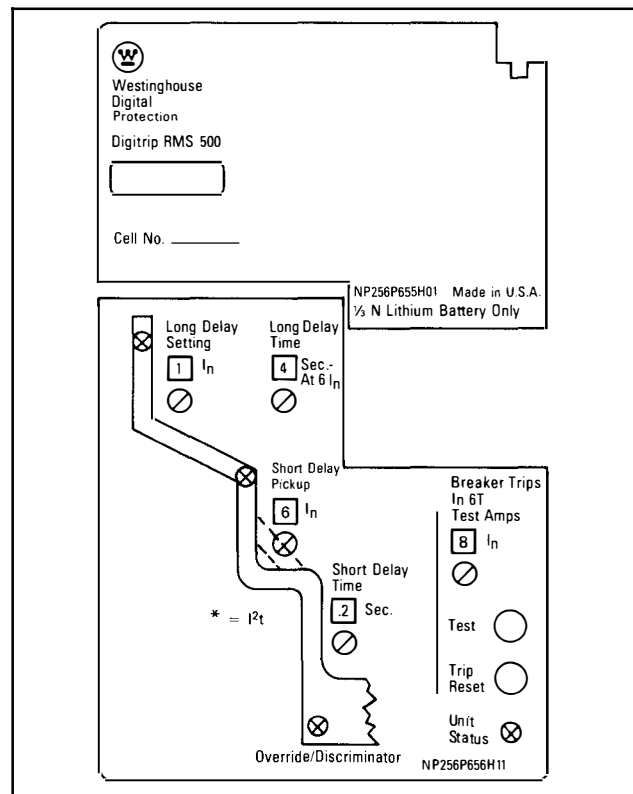 W
Westinghouse
Digital
Protection
Digitrip RMS 500
Cell No.
NP256P655H01 Made in U.S.A.
⅓ N Lithium Battery Only
Long Delay
Setting
1 In
Long Delay
Time
4 Sec.-
At 6 In
Short Delay
Pickup
6 In
Short Delay
Time
.2 Sec.
* = I²t
Override/Discriminator
Breaker Trips
In 6T
Test Amps
8 In
Test
Trip
Reset
Unit
Status
NP256P656H11